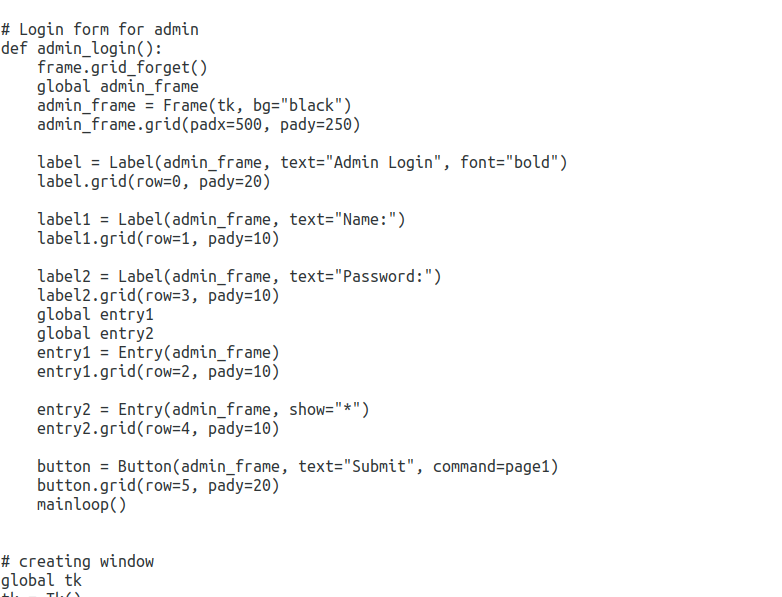 # Login form for admin
def admin_login():
    frame.grid_forget()
    global admin_frame
    admin_frame = Frame(tk, bg="black")
    admin_frame.grid(padx=500, pady=250)

    label = Label(admin_frame, text="Admin Login", font="bold")
    label.grid(row=0, pady=20)

    label1 = Label(admin_frame, text="Name:")
    label1.grid(row=1, pady=10)

    label2 = Label(admin_frame, text="Password:")
    label2.grid(row=3, pady=10)
    global entry1
    global entry2
    entry1 = Entry(admin_frame)
    entry1.grid(row=2, pady=10)

    entry2 = Entry(admin_frame, show="*")
    entry2.grid(row=4, pady=10)

    button = Button(admin_frame, text="Submit", command=page1)
    button.grid(row=5, pady=20)
    mainloop()


# creating window
global tk
tk = Tk()